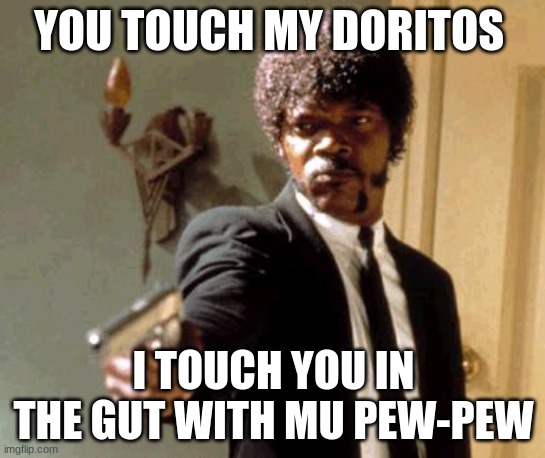 YOU TOUCH MY DORITOS
I TOUCH YOU IN
THE GUT WITH MU PEW-PEW
imgflip.com